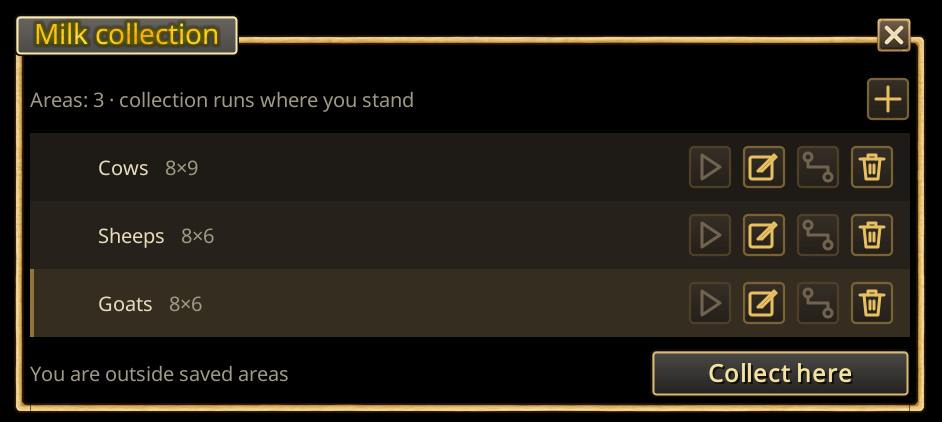 Milk collection
Areas: 3 · collection runs where you stand
Cows 8×9
Sheeps 8×6
Goats 8×6
You are outside saved areas
Collect here